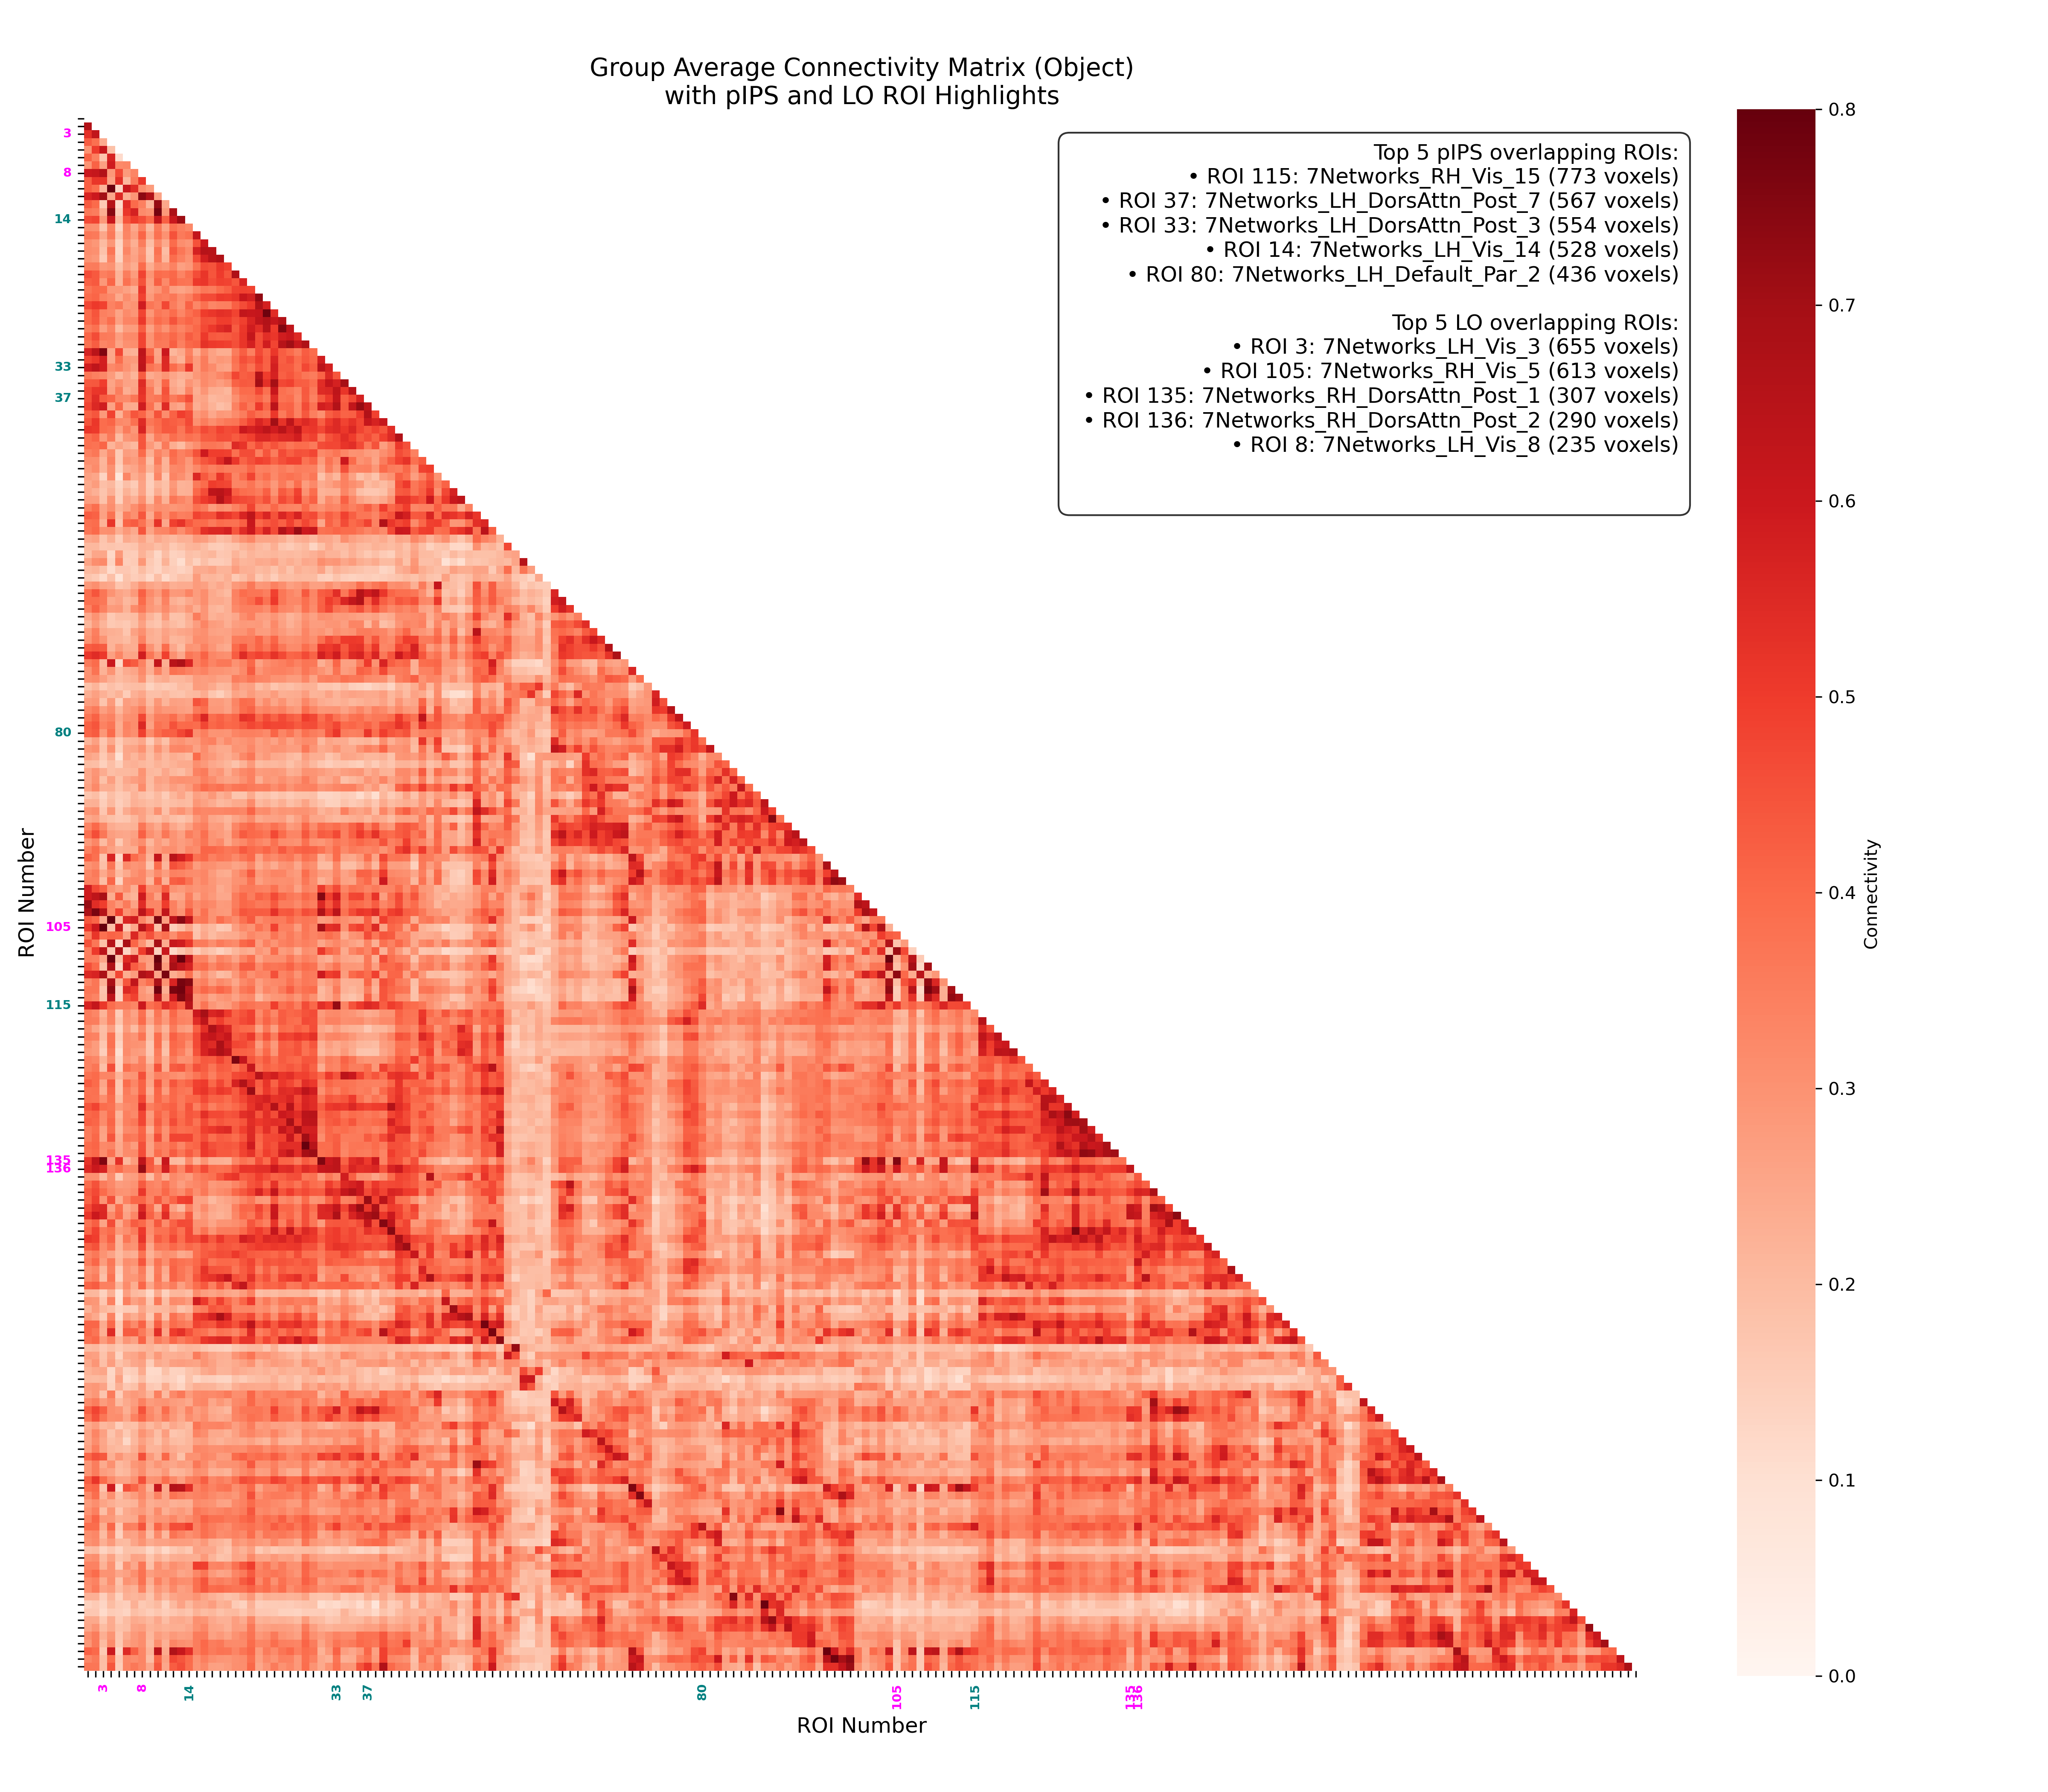 Group Average Connectivity Matrix (Object)
with pIPS and LO ROI Highlights
Top 5 pIPS overlapping ROIs:
• ROI 115: 7Networks_RH_Vis_15 (773 voxels)
• ROI 37: 7Networks_LH_DorsAttn_Post_7 (567 voxels)
• ROI 33: 7Networks_LH_DorsAttn_Post_3 (554 voxels)
• ROI 14: 7Networks_LH_Vis_14 (528 voxels)
• ROI 80: 7Networks_LH_Default_Par_2 (436 voxels)
Top 5 LO overlapping ROIs:
• ROI 3: 7Networks_LH_Vis_3 (655 voxels)
• ROI 105: 7Networks_RH_Vis_5 (613 voxels)
• ROI 135: 7Networks_RH_DorsAttn_Post_1 (307 voxels)
• ROI 136: 7Networks_RH_DorsAttn_Post_2 (290 voxels)
• ROI 8: 7Networks_LH_Vis_8 (235 voxels)
ROI Number
3
8
14
33
37
80
105
115
135
136
3
8
14
33
37
80
105
115
135
136
ROI Number
0.8
0.7
0.6
0.5
0.4
0.3
0.2
0.1
0.0
Connectivity